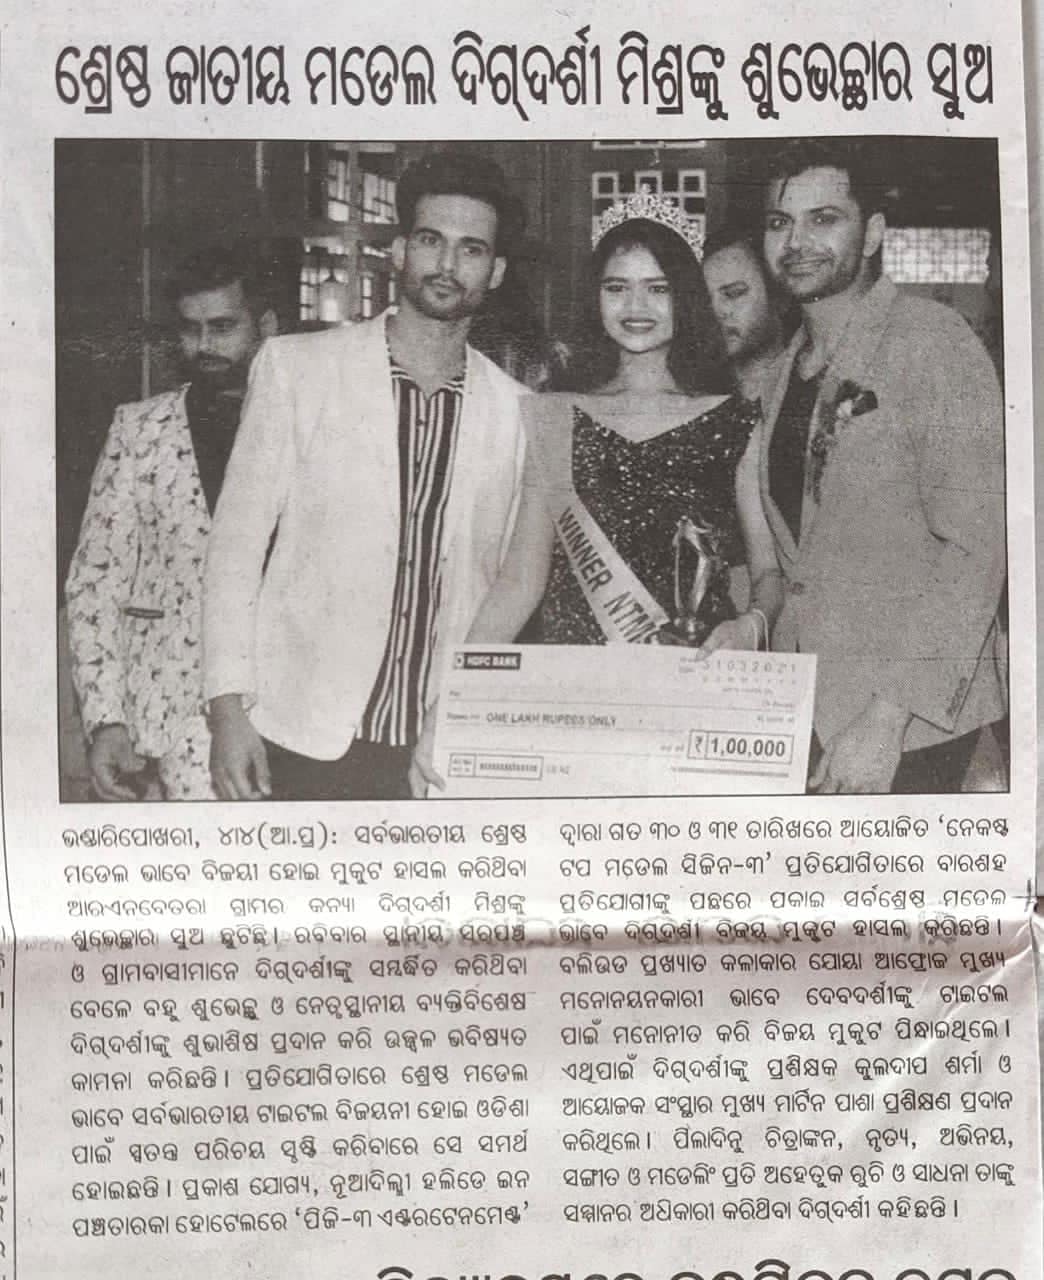 ଶ୍ରେଷ୍ଠ ଜାତୀୟ ମଡେଲ ଦିଗ୍‌ଦର୍ଶୀ ମିଶ୍ରଙ୍କୁ ଶୁଭେଚ୍ଛାର ସୁଅ
WINNER NTM
HDFC BANK
31032021
ONE LAKH RUPEES ONLY
₹ 1,00,000
ଭଣ୍ଡାରିପୋଖରୀ, ୪।୪(ଆ.ପ୍ର): ସର୍ବଭାରତୀୟ ଶ୍ରେଷ୍ଠ
ମଡେଲ ଭାବେ ବିଜୟୀ ହୋଇ ମୁକୁଟ ହାସଲ କରିଥିବା
ଆରଏନବେତରା ଗ୍ରାମର କନ୍ୟା ଦିଗ୍‌ଦର୍ଶୀ ମିଶ୍ରଙ୍କୁ
ଶୁଭେଚ୍ଛାର ସୁଅ ଛୁଟିଛି। ରବିବାର ସ୍ଥାନୀୟ ସରପଞ୍ଚ
ଓ ଗ୍ରାମବାସୀମାନେ ଦିଗ୍‌ଦର୍ଶୀଙ୍କୁ ସମ୍ବର୍ଦ୍ଧିତ କରିଥିବା
ବେଳେ ବହୁ ଶୁଭେଚ୍ଛୁ ଓ ନେତୃସ୍ଥାନୀୟ ବ୍ୟକ୍ତିବିଶେଷ
ଦିଗ୍‌ଦର୍ଶୀଙ୍କୁ ଶୁଭାଶିଷ ପ୍ରଦାନ କରି ଉଜ୍ଜ୍ୱଳ ଭବିଷ୍ୟତ
କାମନା କରିଛନ୍ତି। ପ୍ରତିଯୋଗିତାରେ ଶ୍ରେଷ୍ଠ ମଡେଲ
ଭାବେ ସର୍ବଭାରତୀୟ ଟାଇଟଲ ବିଜୟିନୀ ହୋଇ ଓଡିଶା
ପାଇଁ ସ୍ୱତନ୍ତ୍ର ପରିଚୟ ସୃଷ୍ଟି କରିବାରେ ସେ ସମର୍ଥ
ହୋଇଛନ୍ତି। ପ୍ରକାଶ ଯୋଗ୍ୟ, ନୂଆଦିଲ୍ଲୀ ହଲିଡେ ଇନ
ପଞ୍ଚତାରକା ହୋଟେଲରେ ‘ପିଜି-୩ ଏଣ୍ଟରଟେନମେଣ୍ଟ’
ଦ୍ୱାରା ଗତ ୩୦ ଓ ୩୧ ତାରିଖରେ ଆୟୋଜିତ ‘ନେକଷ୍ଟ
ଟପ ମଡେଲ ସିଜିନ-୩’ ପ୍ରତିଯୋଗିତାରେ ବାରଶହ
ପ୍ରତିଯୋଗୀଙ୍କୁ ପଛରେ ପକାଇ ସର୍ବଶ୍ରେଷ୍ଠ ମଡେଲ
ଭାବେ ଦିଗ୍‌ଦର୍ଶୀ ବିଜୟ ମୁକୁଟ ହାସଲ କରିଛନ୍ତି।
ବଲିଉଡ ପ୍ରଖ୍ୟାତ କଳାକାର ଯୋୟା ଆଫ୍ରୋଜ ମୁଖ୍ୟ
ମନୋନୟନକାରୀ ଭାବେ ଦେବଦର୍ଶୀଙ୍କୁ ଟାଇଟଲ
ପାଇଁ ମନୋନୀତ କରି ବିଜୟ ମୁକୁଟ ପିନ୍ଧାଇଥିଲେ।
ଏଥିପାଇଁ ଦିଗ୍‌ଦର୍ଶୀଙ୍କୁ ପ୍ରଶିକ୍ଷକ କୁଲଦୀପ ଶର୍ମା ଓ
ଆୟୋଜକ ସଂସ୍ଥାର ମୁଖ୍ୟ ମାର୍ଟିନ ପାଶା ପ୍ରଶିକ୍ଷଣ ପ୍ରଦାନ
କରିଥିଲେ। ପିଲାଦିନୁ ଚିତ୍ରାଙ୍କନ, ନୃତ୍ୟ, ଅଭିନୟ,
ସଙ୍ଗୀତ ଓ ମଡେଲିଂ ପ୍ରତି ଅହେତୁକ ରୁଚି ଓ ସାଧନା ତାଙ୍କୁ
ସମ୍ମାନର ଅଧିକାରୀ କରିଥିବା ଦିଗ୍‌ଦର୍ଶୀ କହିଛନ୍ତି।